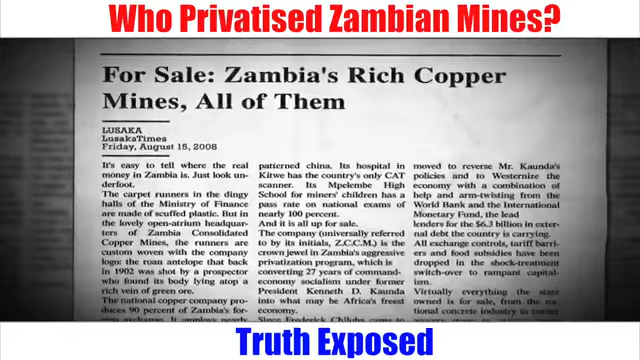 Who Privatised Zambian Mines?
For Sale: Zambia's Rich Copper
Mines, All of Them
LUSAKA
LusakaTimes
Friday, August 15, 2008
It's easy to tell where the real
money in Zambia is. Just look un-
derfoot.
The carpet runners in the dingy
halls of the Ministry of Finance
are made of scuffed plastic. But in
the lovely open-atrium headquar-
ters of Zambia Consolidated
Copper Mines, the runners are
custom woven with the company
logo: the roan antelope that back
in 1902 was shot by a prospector
who found its body lying atop a
rich vein of green ore.
The national copper company pro-
duces 90 percent of Zambia's for-
patterned china. Its hospital in
Kitwe has the country's only CAT
scanner. Its Mpelembe High
School for miners' children has a
pass rate on national exams of
nearly 100 percent.
And it is all up for sale.
The company (universally referred
to by its initials, Z.C.C.M.) is the
crown jewel in Zambia's aggressive
privatization program, which is
converting 27 years of command-
economy socialism under former
President Kenneth D. Kaunda
into what may be Africa's freest
economy.
Since Frederick Chiluba came to
moved to reverse Mr. Kaunda's
policies and to Westernize the
economy with a combination of
help and arm-twisting from the
World Bank and the International
Monetary Fund, the lead
lenders for the $6.3 billion in exter-
nal debt the country is carrying.
All exchange controls, tariff barri-
ers and food subsidies have been
dropped in the shock-treatment
switch-over to rampant capital-
ism.
Virtually everything the state
owned is for sale, from the na-
tional concrete industry to corner
Truth Exposed